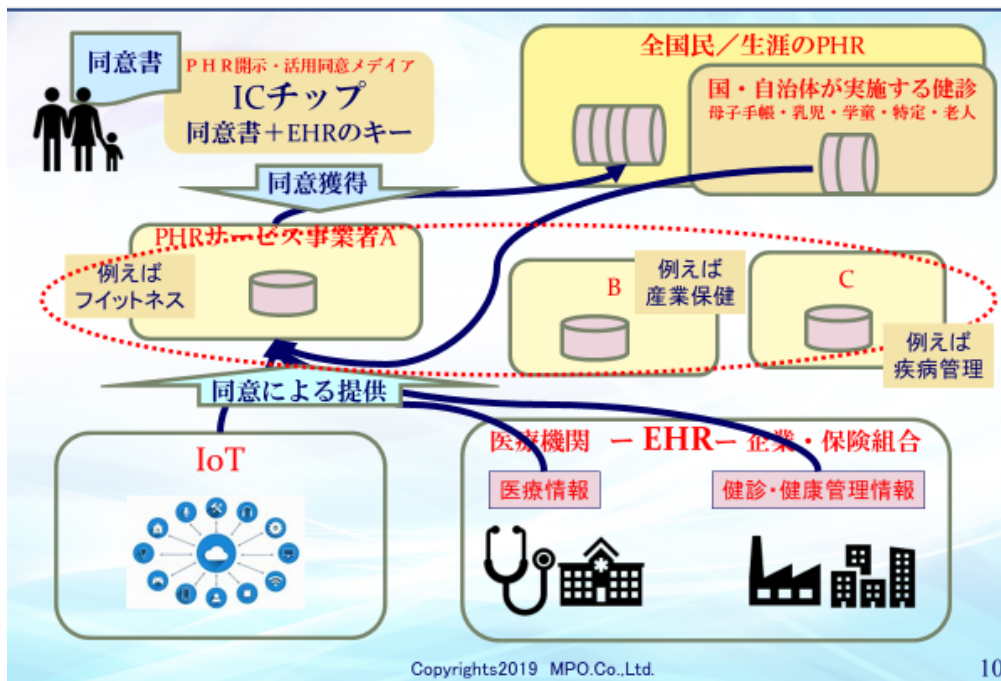 同意書
ＰＨＲ開示・活用同意メデイア
ICチップ
同意書＋EHRのキー
全国民／生涯のPHR
国・自治体が実施する健診
母子手帳・乳児・学童・特定・老人
同意獲得
PHRサービス事業者A
例えば
フイットネス
B
例えば
産業保健
C
例えば
疾病管理
同意による提供
IoT
医療機関　ー EHRー 企業・保険組合
医療情報
健診・健康管理情報
Copyrights2019 MPO.Co.,Ltd.
10